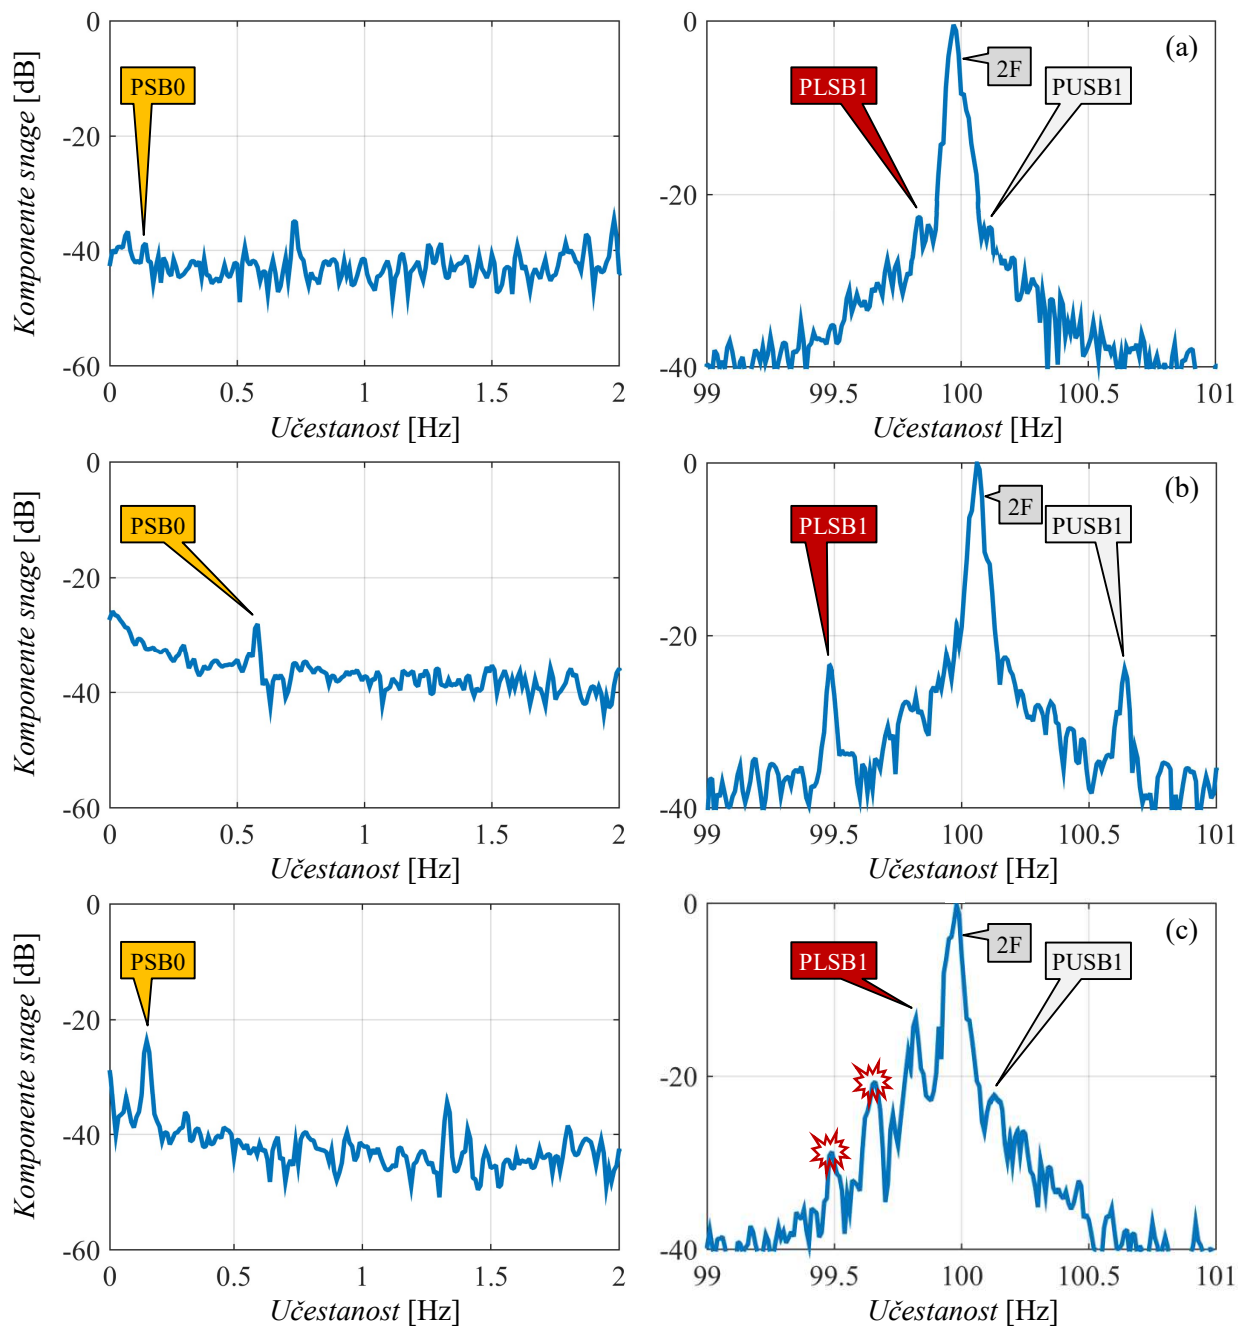 Komponente snage [dB]
0
-20
-40
-60
PSB0
0
0.5
1
1.5
2
Učestanost [Hz]
0
-20
-40
(a)
2F
PLSB1
PUSB1
99
99.5
100
100.5
101
Učestanost [Hz]
Komponente snage [dB]
0
-20
-40
-60
PSB0
0
0.5
1
1.5
2
Učestanost [Hz]
0
-20
-40
(b)
2F
PLSB1
PUSB1
99
99.5
100
100.5
101
Učestanost [Hz]
Komponente snage [dB]
0
-20
-40
-60
PSB0
0
0.5
1
1.5
2
Učestanost [Hz]
0
-20
-40
(c)
2F
PLSB1
PUSB1
99
99.5
100
100.5
101
Učestanost [Hz]